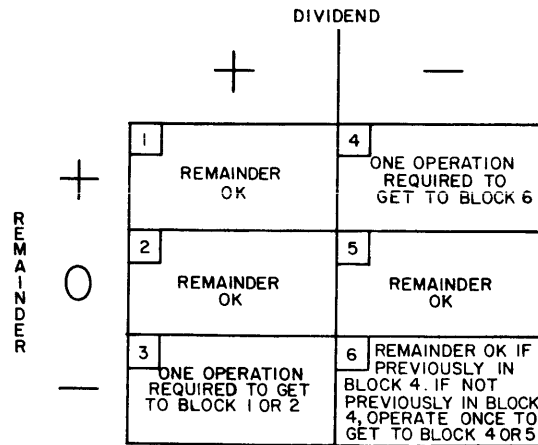 DIVIDEND
+ —
1
REMAINDER
OK
4
ONE OPERATION
REQUIRED TO
GET TO BLOCK 6
+
REMAINDER
O
2
REMAINDER
OK
5
REMAINDER
OK
—
3
ONE OPERATION
REQUIRED TO GET
TO BLOCK 1 OR 2
6
REMAINDER OK IF
PREVIOUSLY IN
BLOCK 4. IF NOT
PREVIOUSLY IN BLOCK
4, OPERATE ONCE TO
GET TO BLOCK 4 OR 5